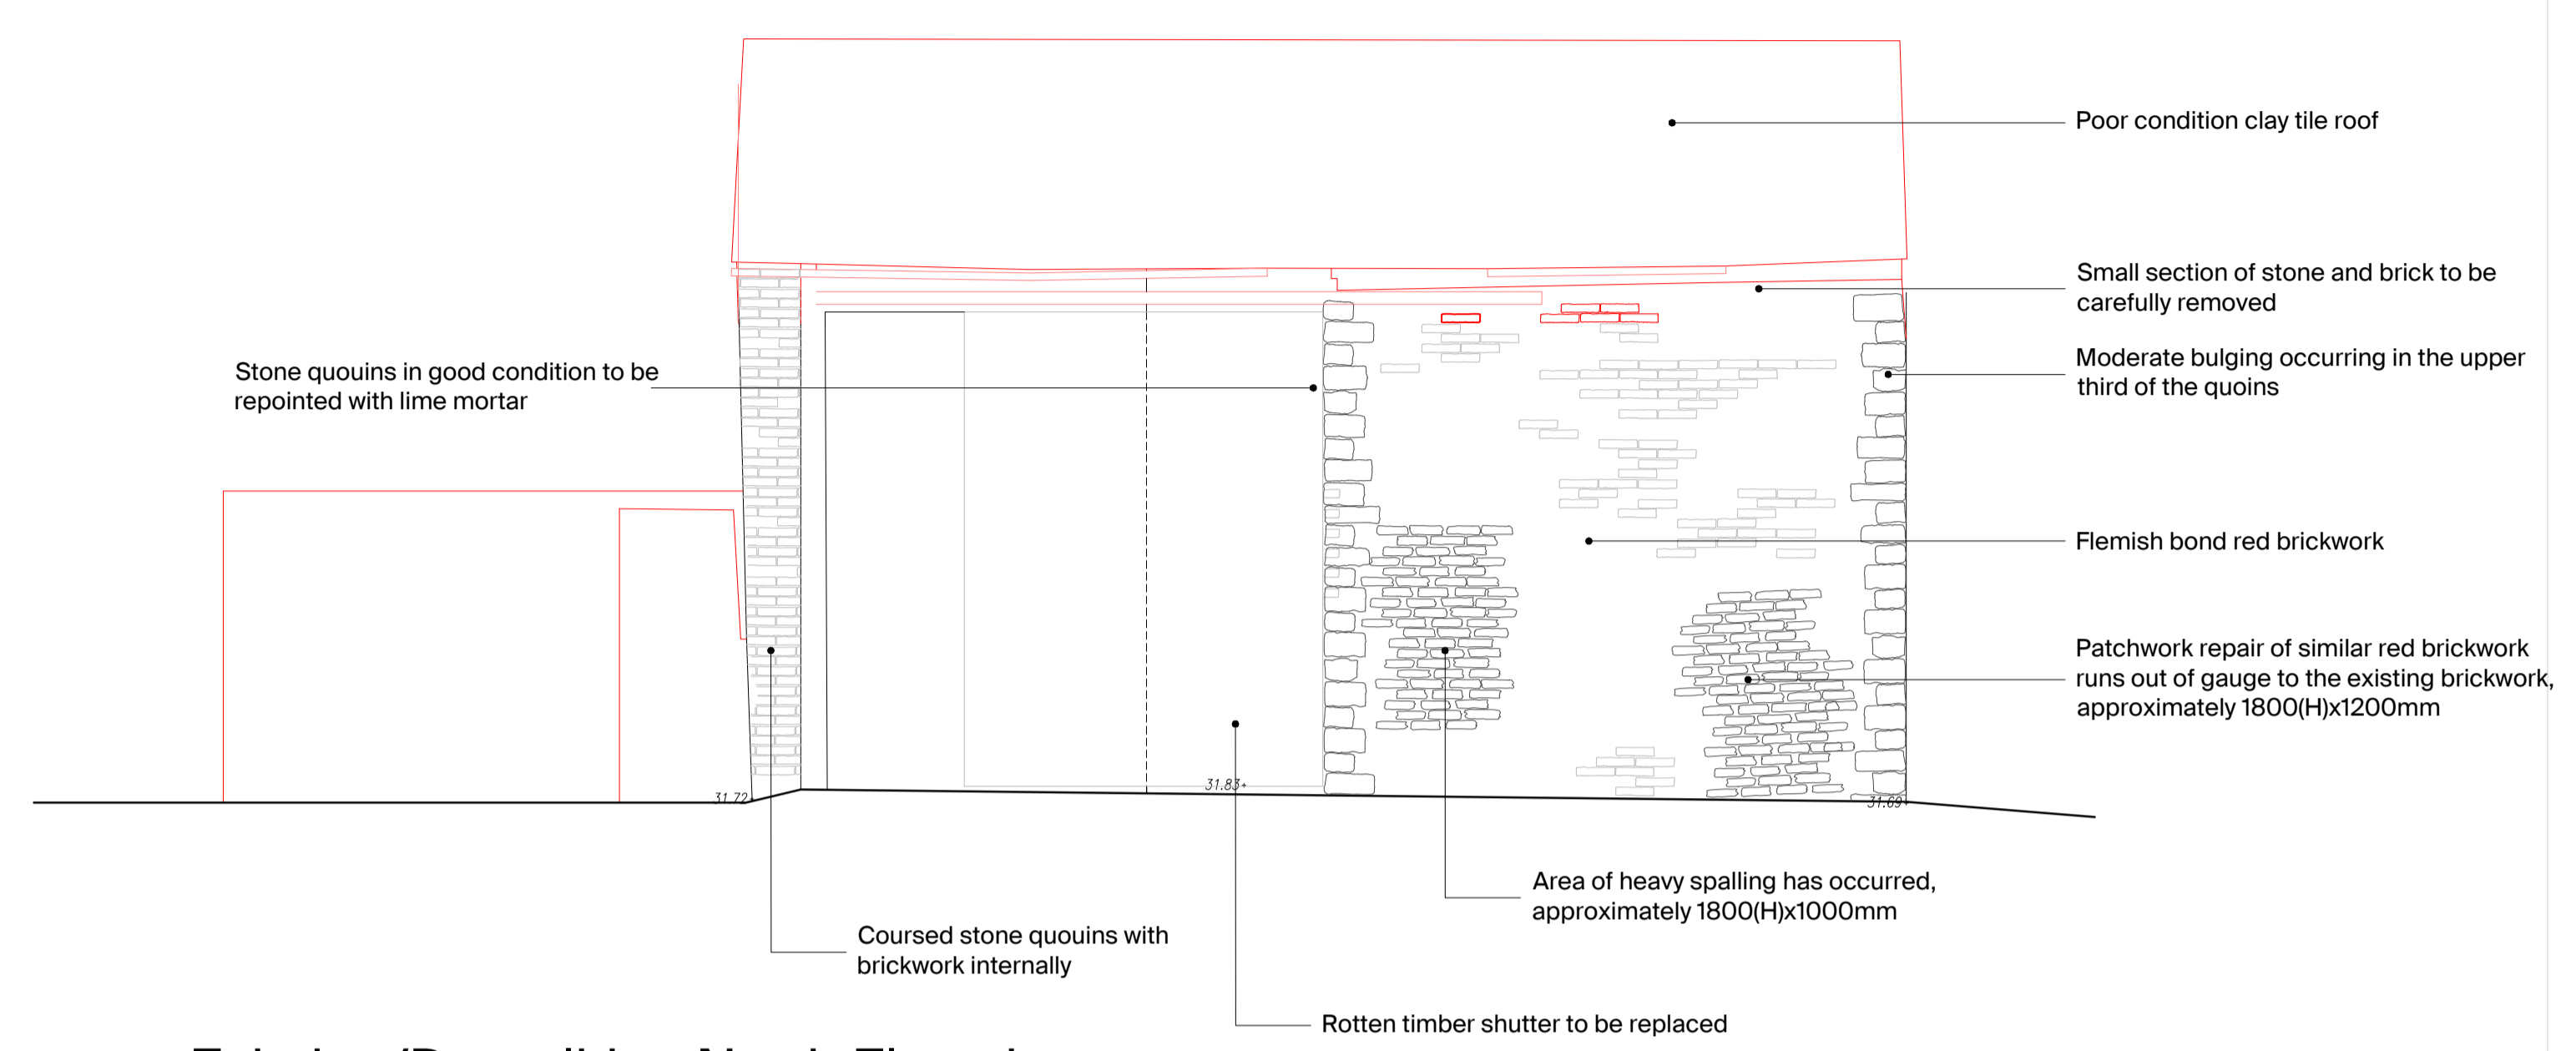 Poor condition clay tile roof
Small section of stone and brick to be
carefully removed
Stone quouins in good condition to be
repointed with lime mortar
Moderate bulging occurring in the upper
third of the quoins
Flemish bond red brickwork
Patchwork repair of similar red brickwork
runs out of gauge to the existing brickwork,
approximately 1800(H)x1200mm
31.72
31.83+
31.69+
Area of heavy spalling has occurred,
approximately 1800(H)x1000mm
Coursed stone quouins with
brickwork internally
Rotten timber shutter to be replaced